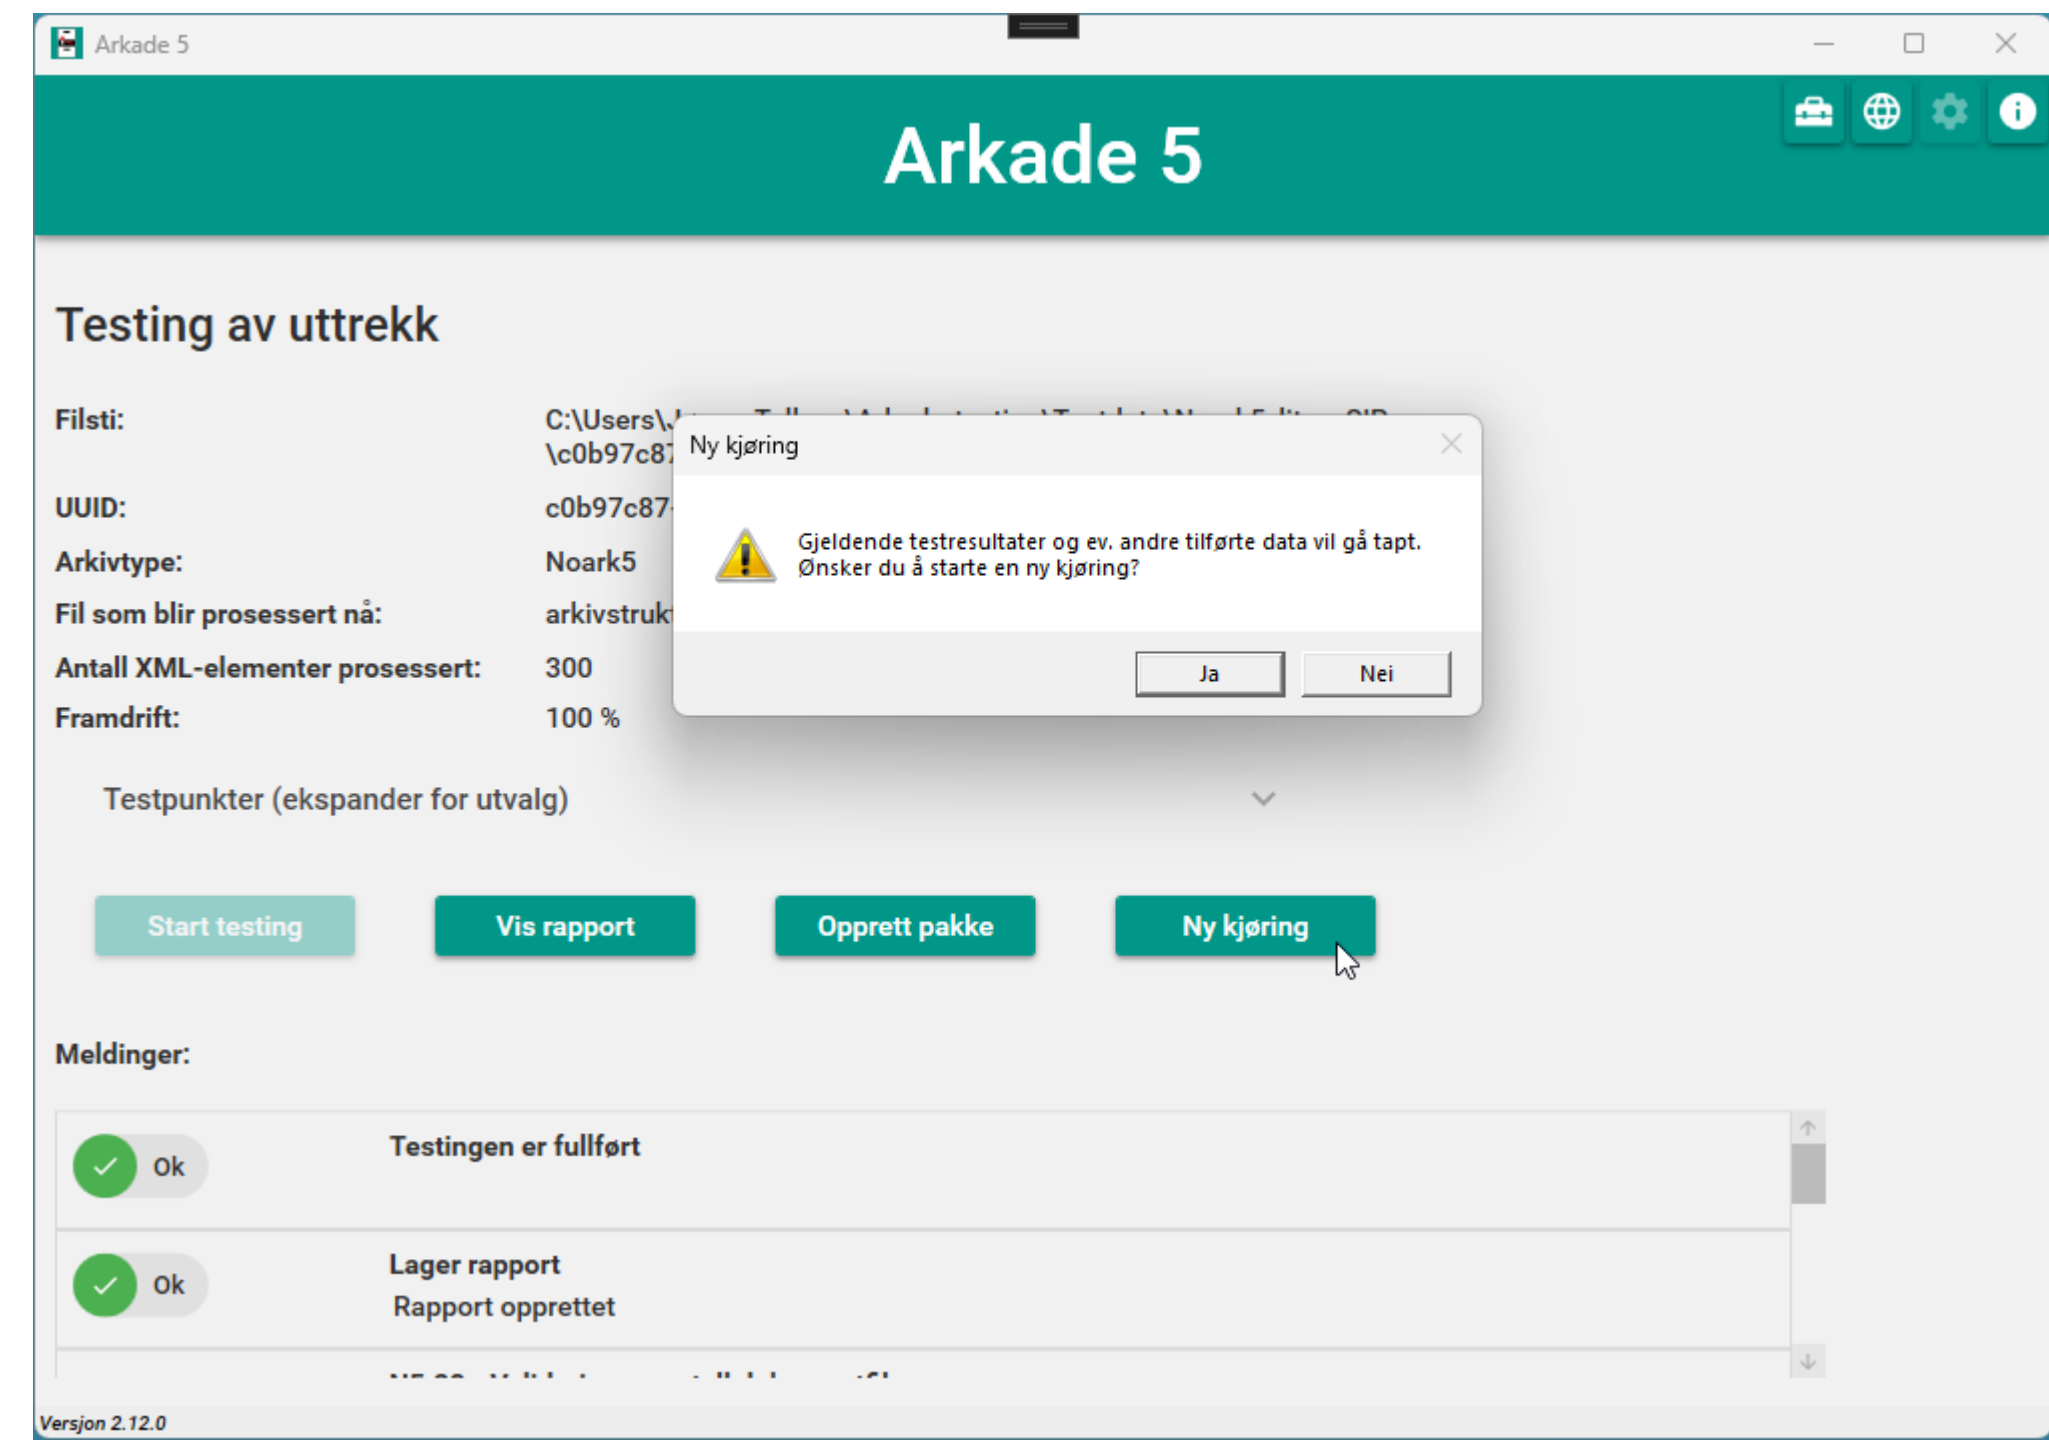 Arkade 5
Arkade 5
Testing av uttrekk
Filsti:
C:\Users\
\c0b97c87
Ny kjøring
UUID:
c0b97c87-
Gjeldende testresultater og ev. andre tilførte data vil gå tapt.
Ønsker du å starte en ny kjøring?
Arkivtype:
Noark5
Fil som blir prosessert nå:
arkivstrukt
Antall XML-elementer prosessert:
300
Ja
Nei
Framdrift:
100 %
Testpunkter (ekspander for utvalg)
Start testing
Vis rapport
Opprett pakke
Ny kjøring
Meldinger:
Ok
Testingen er fullført
Ok
Lager rapport
Rapport opprettet
Versjon 2.12.0